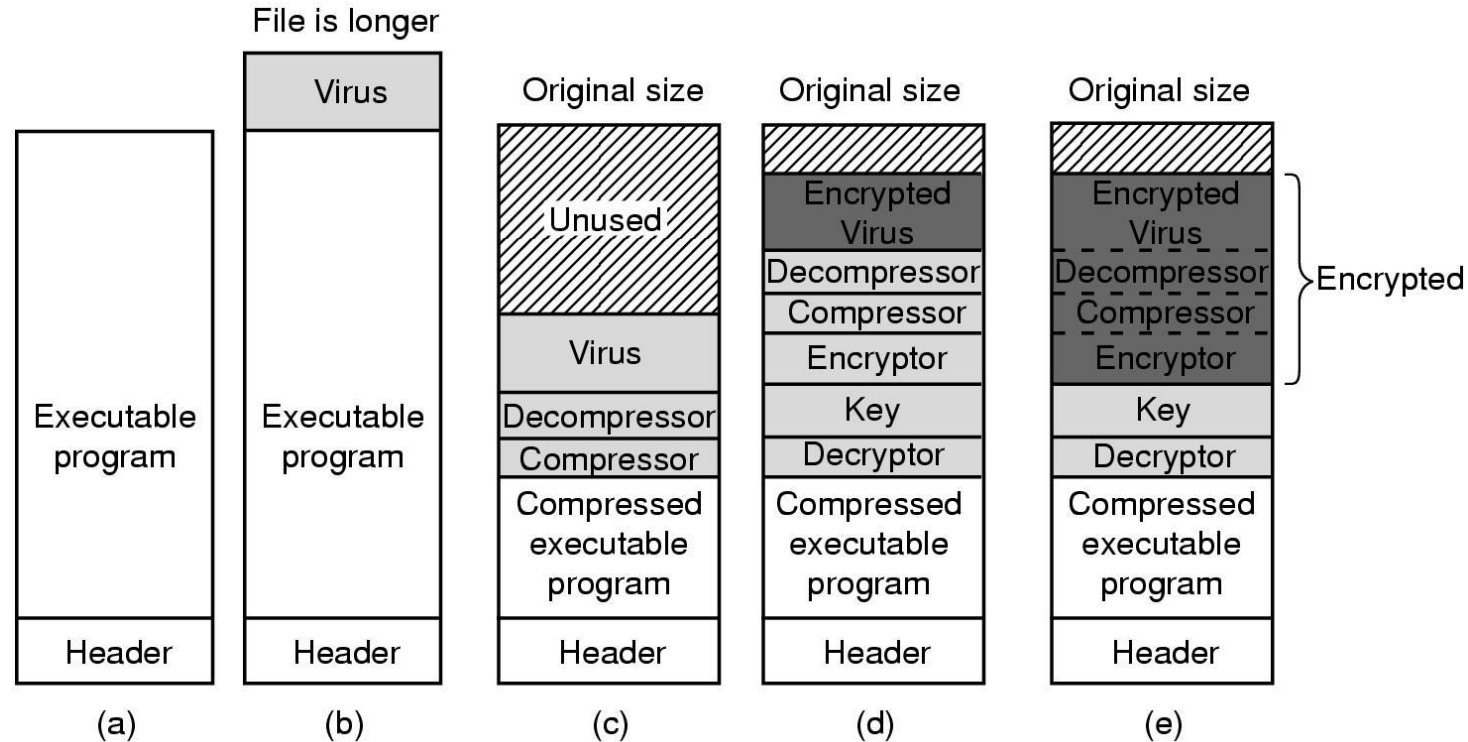 File is longer
Virus
Executable
program
Header
(a)
Executable
program
Header
(b)
Original size
Unused
Virus
Decompressor
Compressor
Compressed
executable
program
Header
(c)
Original size
Encrypted
Virus
Decompressor
Compressor
Encryptor
Key
Decryptor
Compressed
executable
program
Header
(d)
Original size
Encrypted
Virus
Decompressor
Compressor
Encryptor
Key
Decryptor
Compressed
executable
program
Header
(e)
Encrypted